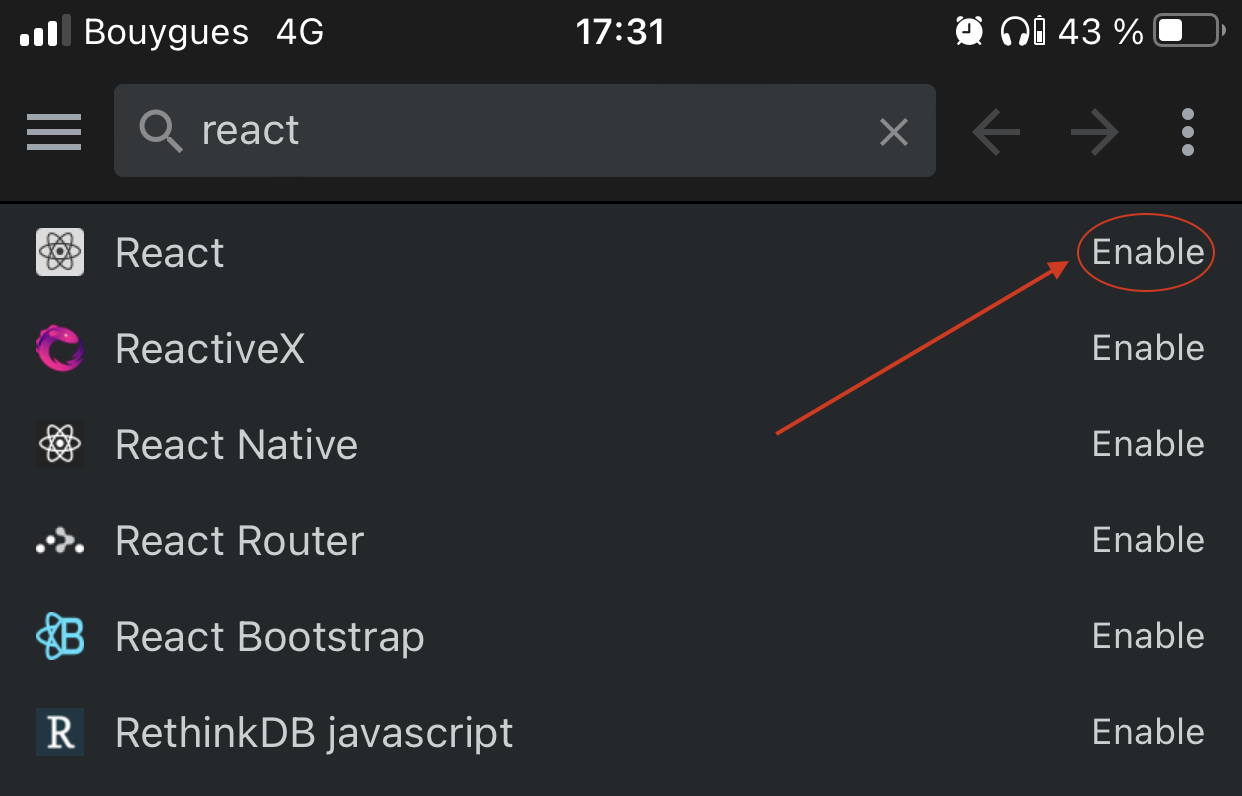 Bouygues 4G 17:31 43 %
react
React Enable
ReactiveX Enable
React Native Enable
React Router Enable
B React Bootstrap Enable
R RethinkDB javascript Enable